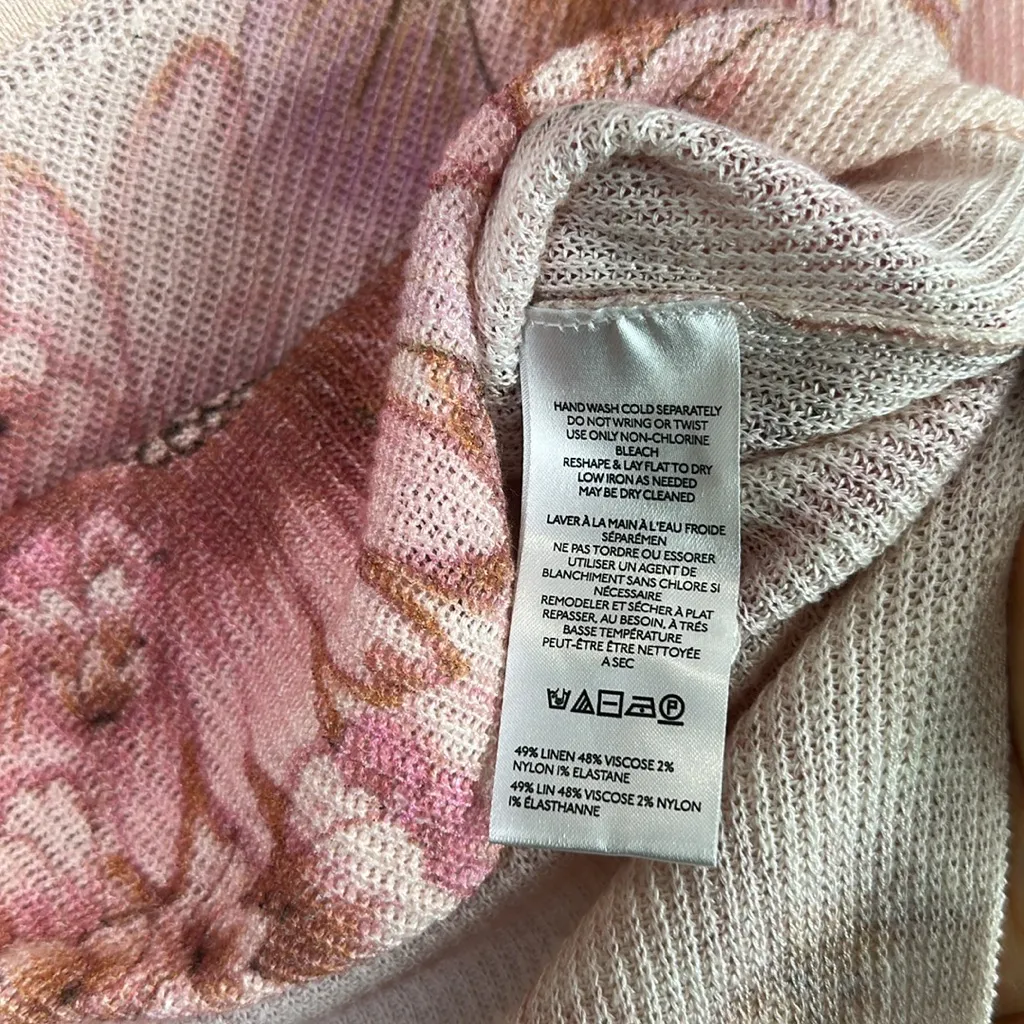 HAND WASH COLD SEPARATELY
DO NOT WRING OR TWIST
USE ONLY NON-CHLORINE
BLEACH
RESHAPE & LAY FLAT TO DRY
LOW IRON AS NEEDED
MAY BE DRY CLEANED
LAVER À LA MAIN À L'EAU FROIDE
SÉPARÉMEN
NE PAS TORDRE OU ESSORER
UTILISER UN AGENT DE
BLANCHIMENT SANS CHLORE SI
NÉCESSAIRE
REMODELER ET SÉCHER À PLAT
REPASSER, AU BESOIN, À TRÉS
BASSE TEMPÉRATURE
PEUT-ÊTRE ÊTRE NETTOYÉE
A SEC
P
49% LINEN 48% VISCOSE 2%
NYLON 1% ELASTANE
49% LIN 48% VISCOSE 2% NYLON
1% ÉLASTHANNE